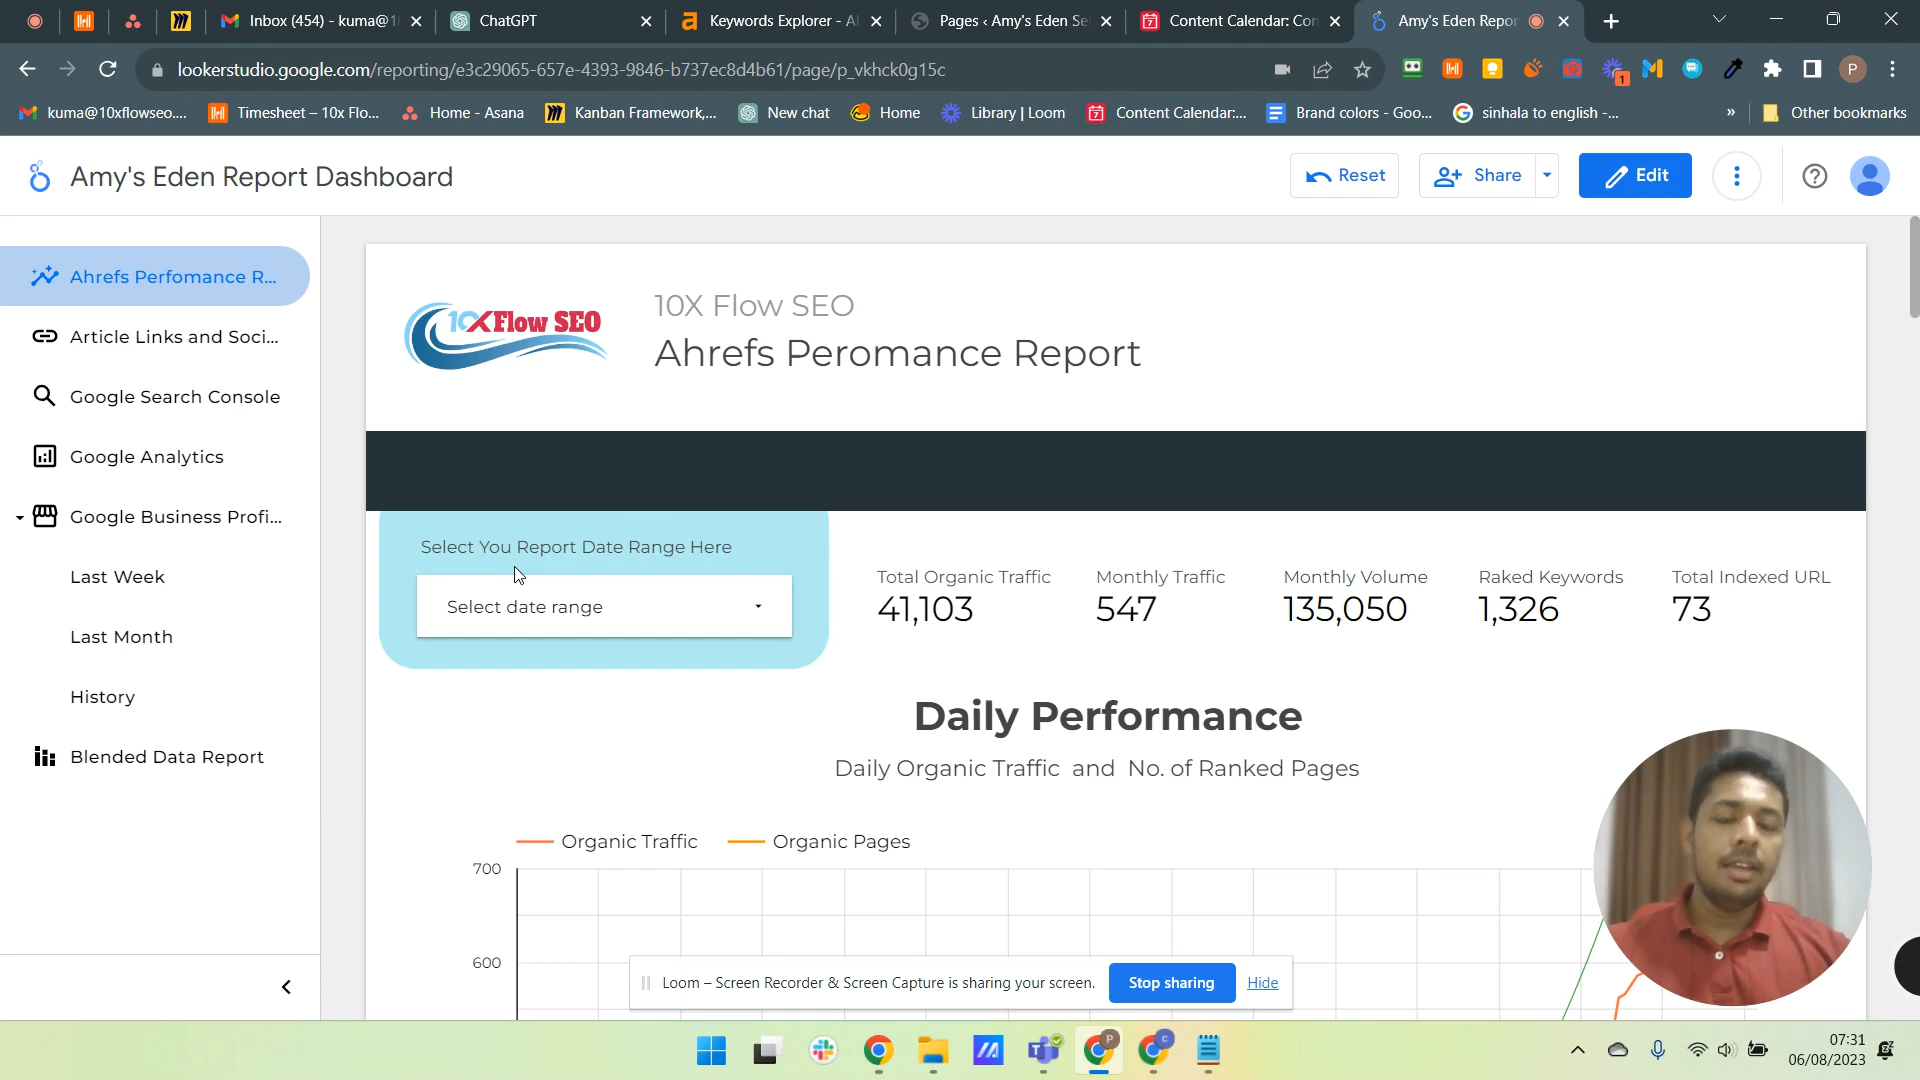 Inbox (454) - kuma@1
ChatGPT
Keywords Explorer - A
Pages ‹ Amy's Eden Se
Content Calendar: Con
Amy's Eden Repor
lookerstudio.google.com/reporting/e3c29065-657e-4393-9846-b737ec8d4b61/page/p_vkhck0g15c
1
P
kuma@10xflowseo....
Timesheet – 10x Flo...
Home - Asana
Kanban Framework,...
New chat
Home
Library | Loom
Content Calendar:...
Brand colors - Goo...
sinhala to english -...
»
Other bookmarks
Amy's Eden Report Dashboard
Reset
Share
Edit
Ahrefs Perfomance R...
Article Links and Soci...
Google Search Console
Google Analytics
Google Business Profi...
Last Week
Last Month
History
Blended Data Report
10XFlow SEO
10X Flow SEO
Ahrefs Peromance Report
Select You Report Date Range Here
Select date range
Total Organic Traffic
41,103
Monthly Traffic
547
Monthly Volume
135,050
Raked Keywords
1,326
Total Indexed URL
73
Daily Performance
Daily Organic Traffic and No. of Ranked Pages
Organic Traffic
Organic Pages
700
600
Loom – Screen Recorder & Screen Capture is sharing your screen.
Stop sharing
Hide
P
C
07:31
06/08/2023